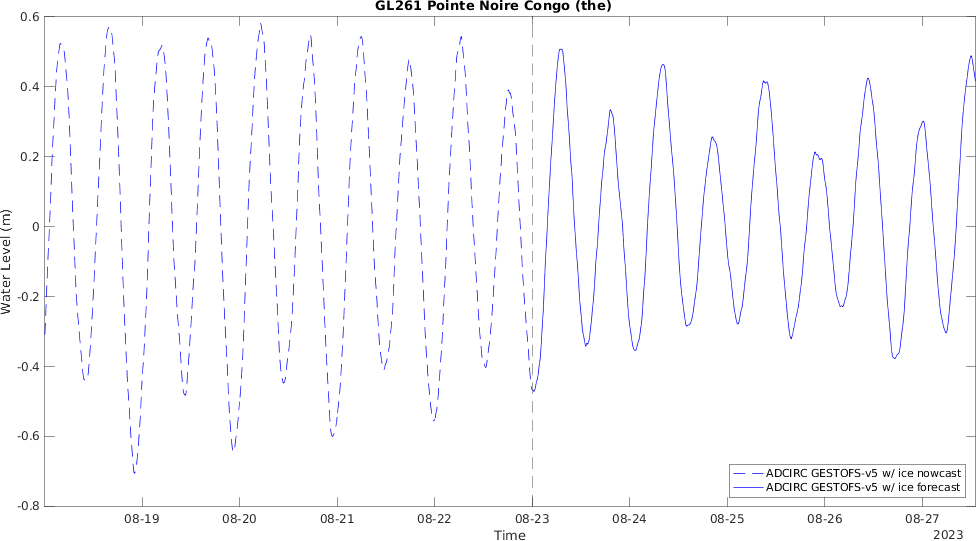 GL261 Pointe Noire Congo (the)
0.6
0.4
0.2
0
-0.2
-0.4
-0.6
-0.8
Water Level (m)
08-19 08-20 08-21 08-22 08-23 08-24 08-25 08-26 08-27
Time
2023
ADCIRC GESTOFS-v5 w/ ice nowcast
ADCIRC GESTOFS-v5 w/ ice forecast